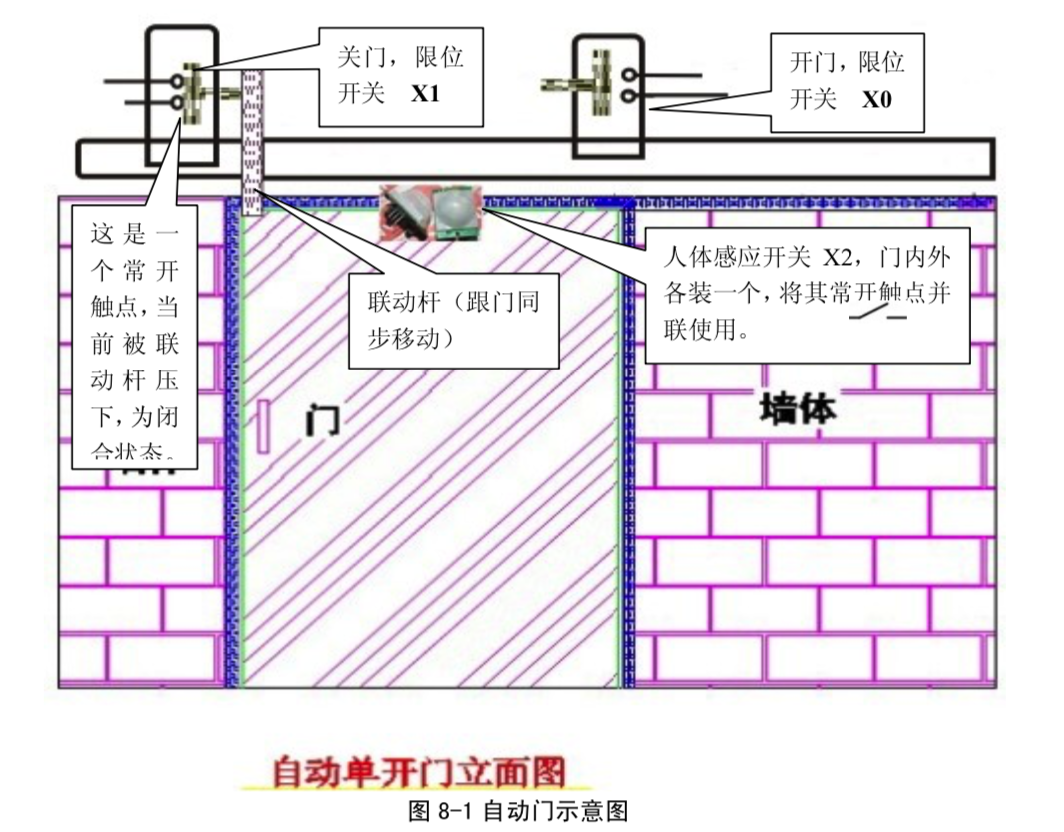 关门，限位
开关 X1
开门，限位
开关 X0
这是一
个常开
触点，当
前被联
动杆压
下，为闭
合状态。
联动杆（跟门同
步移动）
人体感应开关 X2，门内外
各装一个，将其常开触点并
联使用。
门
墙体
自动单开门立面图
图 8-1 自动门示意图